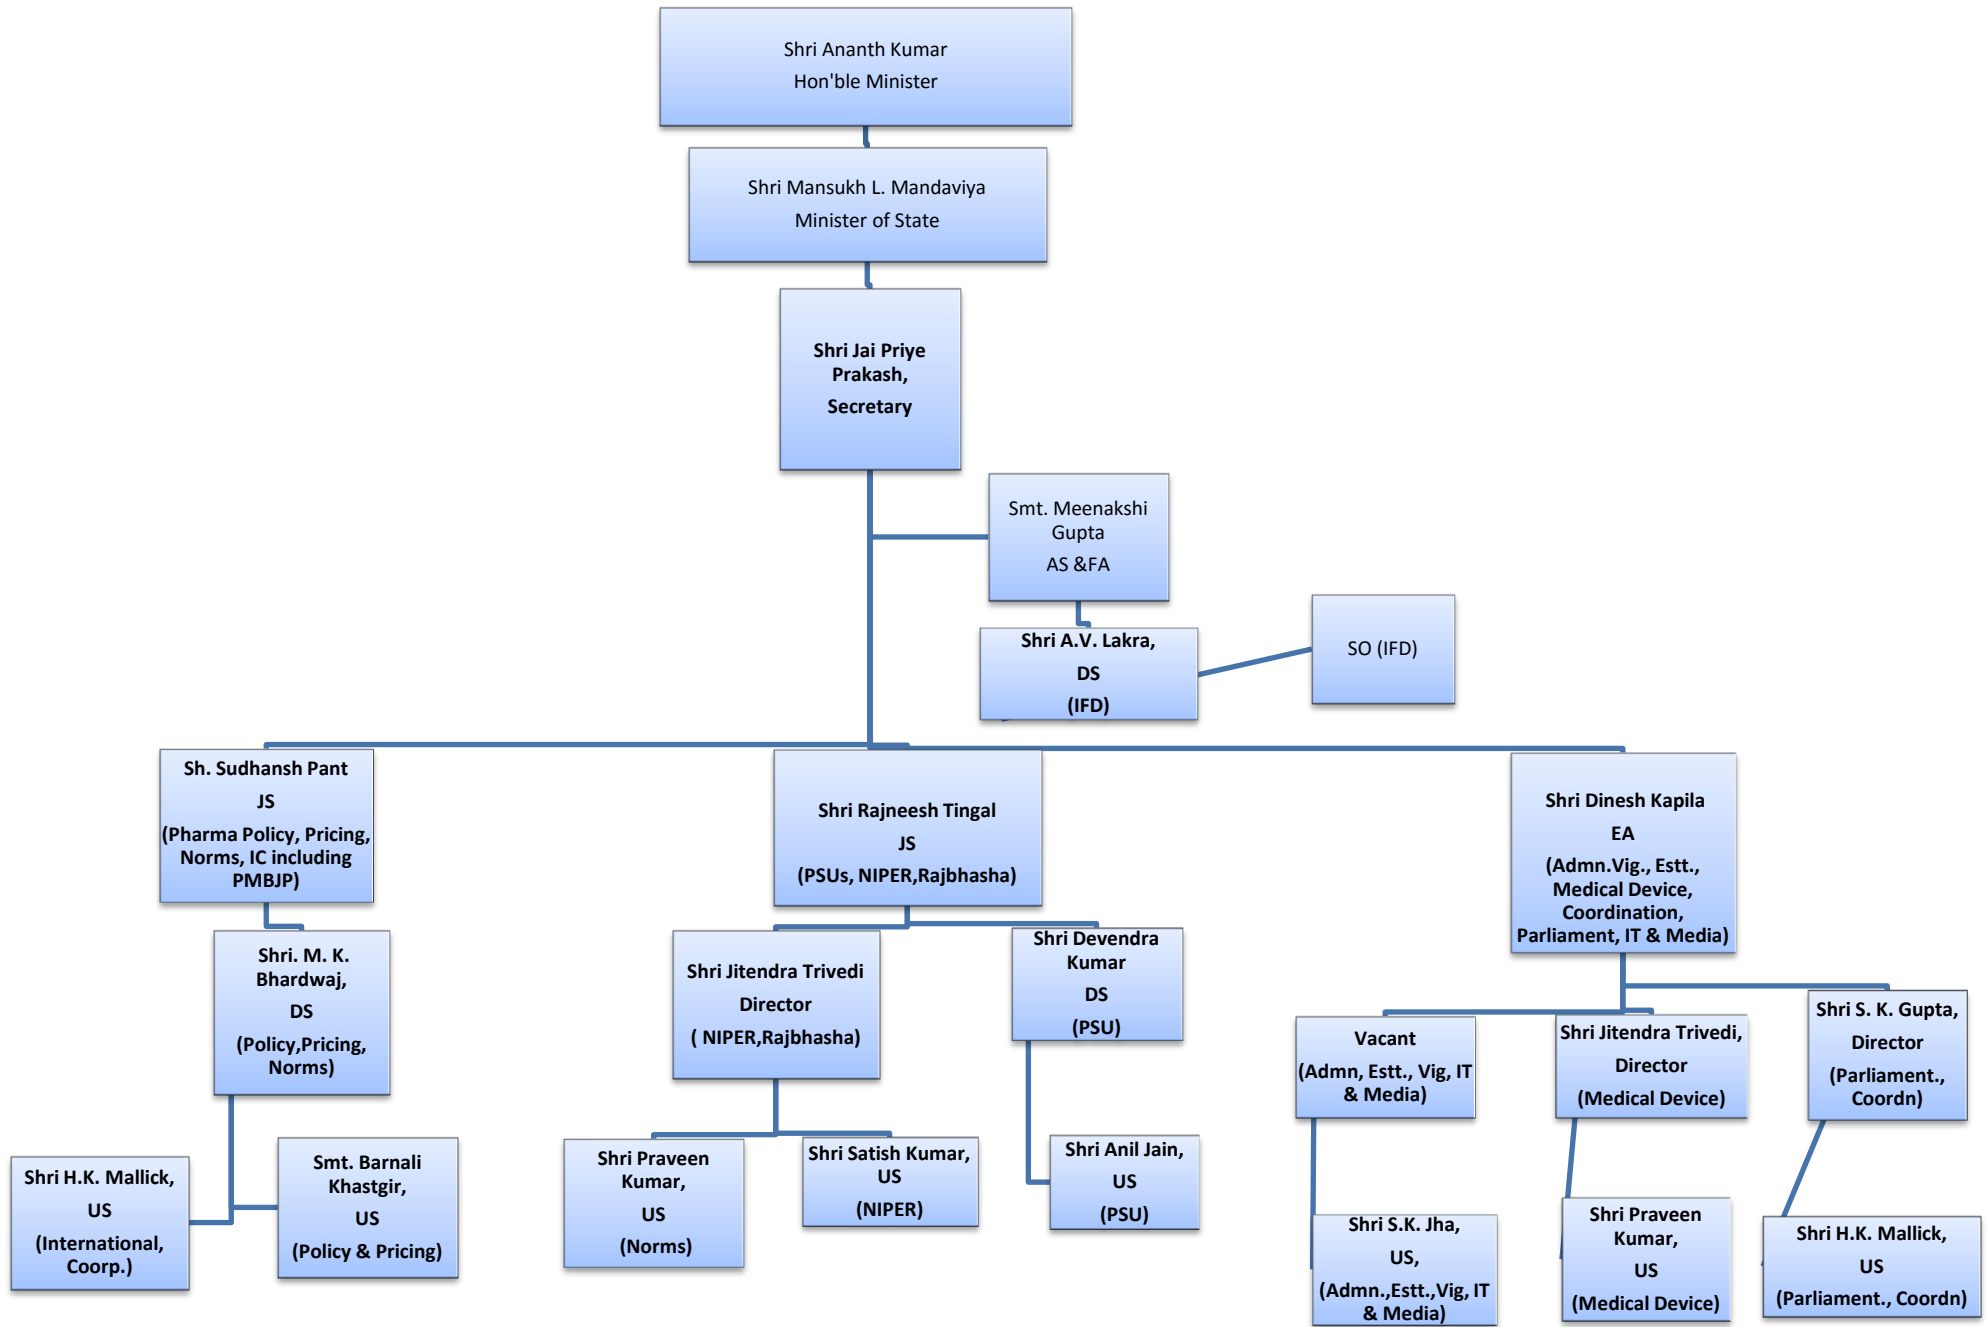 Shri Ananth Kumar
Hon'ble Minister
Shri Mansukh L. Mandaviya
Minister of State
Shri Jai Priye
Prakash,
Secretary
Smt. Meenakshi
Gupta
AS &FA
Shri A.V. Lakra,
DS
(IFD)
SO (IFD)
Sh. Sudhansh Pant
JS
(Pharma Policy, Pricing,
Norms, IC including
PMBJP)
Shri Rajneesh Tingal
JS
(PSUs, NIPER,Rajbhasha)
Shri Dinesh Kapila
EA
(Admn.Vig., Estt.,
Medical Device,
Coordination,
Parliament, IT & Media)
Shri. M. K.
Bhardwaj,
DS
(Policy,Pricing,
Norms)
Shri Jitendra Trivedi
Director
( NIPER,Rajbhasha)
Shri Devendra
Kumar
DS
(PSU)
Vacant
(Admn, Estt., Vig, IT
& Media)
Shri Jitendra Trivedi,
Director
(Medical Device)
Shri S. K. Gupta,
Director
(Parliament.,
Coordn)
Shri H.K. Mallick,
US
(International,
Coorp.)
Smt. Barnali
Khastgir,
US
(Policy & Pricing)
Shri Praveen
Kumar,
US
(Norms)
Shri Satish Kumar,
US
(NIPER)
Shri Anil Jain,
US
(PSU)
Shri S.K. Jha,
US,
(Admn.,Estt.,Vig, IT
& Media)
Shri Praveen
Kumar,
US
(Medical Device)
Shri H.K. Mallick,
US
(Parliament., Coordn)